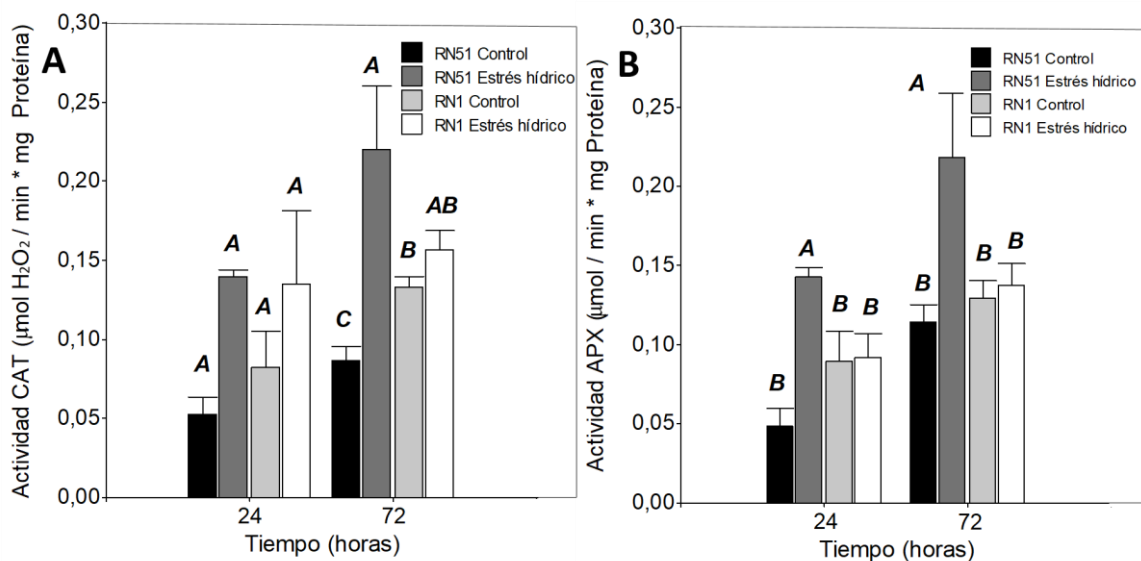 A
Actividad CAT (μmol H₂O₂ / min * mg Proteína)
0,30
0,25
0,20
0,15
0,10
0,05
0,00
RN51 Control
RN51 Estrés hídrico
RN1 Control
RN1 Estrés hídrico
A
A
A
A
C
A
B
AB
24
72
Tiempo (horas)
B
Actividad APX (μmol / min * mg Proteína)
0,30
0,25
0,20
0,15
0,10
0,05
0,00
RN51 Control
RN51 Estrés hídrico
RN1 Control
RN1 Estrés hídrico
B
A
B
B
B
A
B
B
24
72
Tiempo (horas)